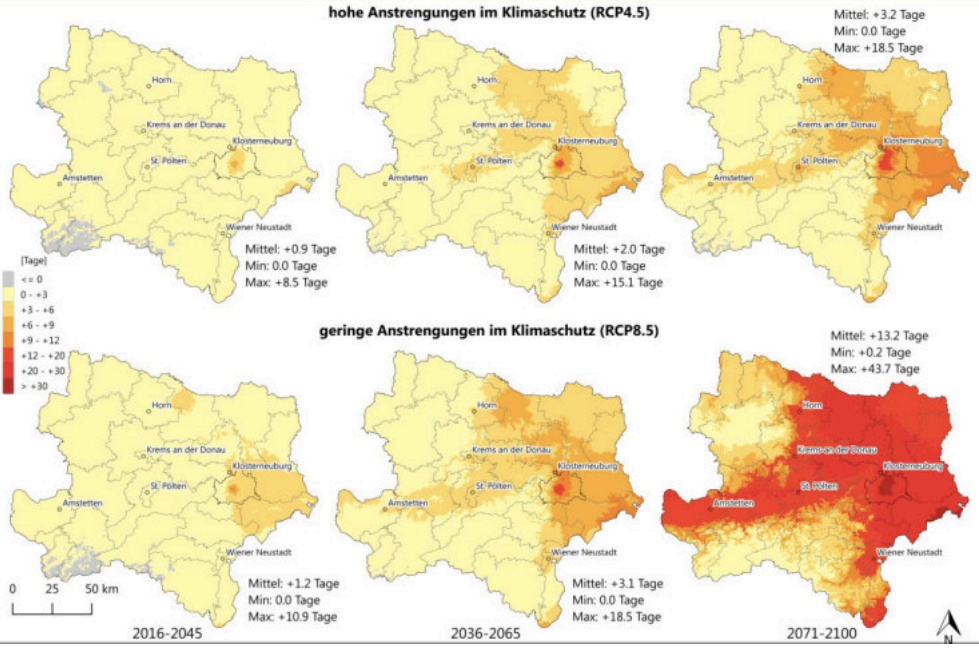 hohe Anstrengungen im Klimaschutz (RCP4.5)
Horn
Krems an der Donau
Klosterneuburg
St. Pölten
Amstetten
Wiener Neustadt
Mittel: +0.9 Tage
Min: 0.0 Tage
Max: +8.5 Tage
Horn
Krems an der Donau
Klosterneuburg
St. Pölten
Amstetten
Wiener Neustadt
Mittel: +2.0 Tage
Min: 0.0 Tage
Max: +15.1 Tage
Mittel: +3.2 Tage
Min: 0.0 Tage
Max: +18.5 Tage
Horn
Krems an der Donau
Klosterneuburg
St. Pölten
Amstetten
Wiener Neustadt
[Tage]
<= 0
0 - +3
+3 - +6
+6 - +9
+9 - +12
+12 - +20
+20 - +30
> +30
geringe Anstrengungen im Klimaschutz (RCP8.5)
Horn
Krems an der Donau
Klosterneuburg
St. Pölten
Amstetten
Wiener Neustadt
Mittel: +1.2 Tage
Min: 0.0 Tage
Max: +10.9 Tage
Horn
Krems an der Donau
Klosterneuburg
St. Pölten
Amstetten
Wiener Neustadt
Mittel: +3.1 Tage
Min: 0.0 Tage
Max: +18.5 Tage
Mittel: +13.2 Tage
Min: +0.2 Tage
Max: +43.7 Tage
Horn
Krems an der Donau
Klosterneuburg
St. Pölten
Amstetten
Wiener Neustadt
0 25 50 km
2016-2045
2036-2065
2071-2100
N